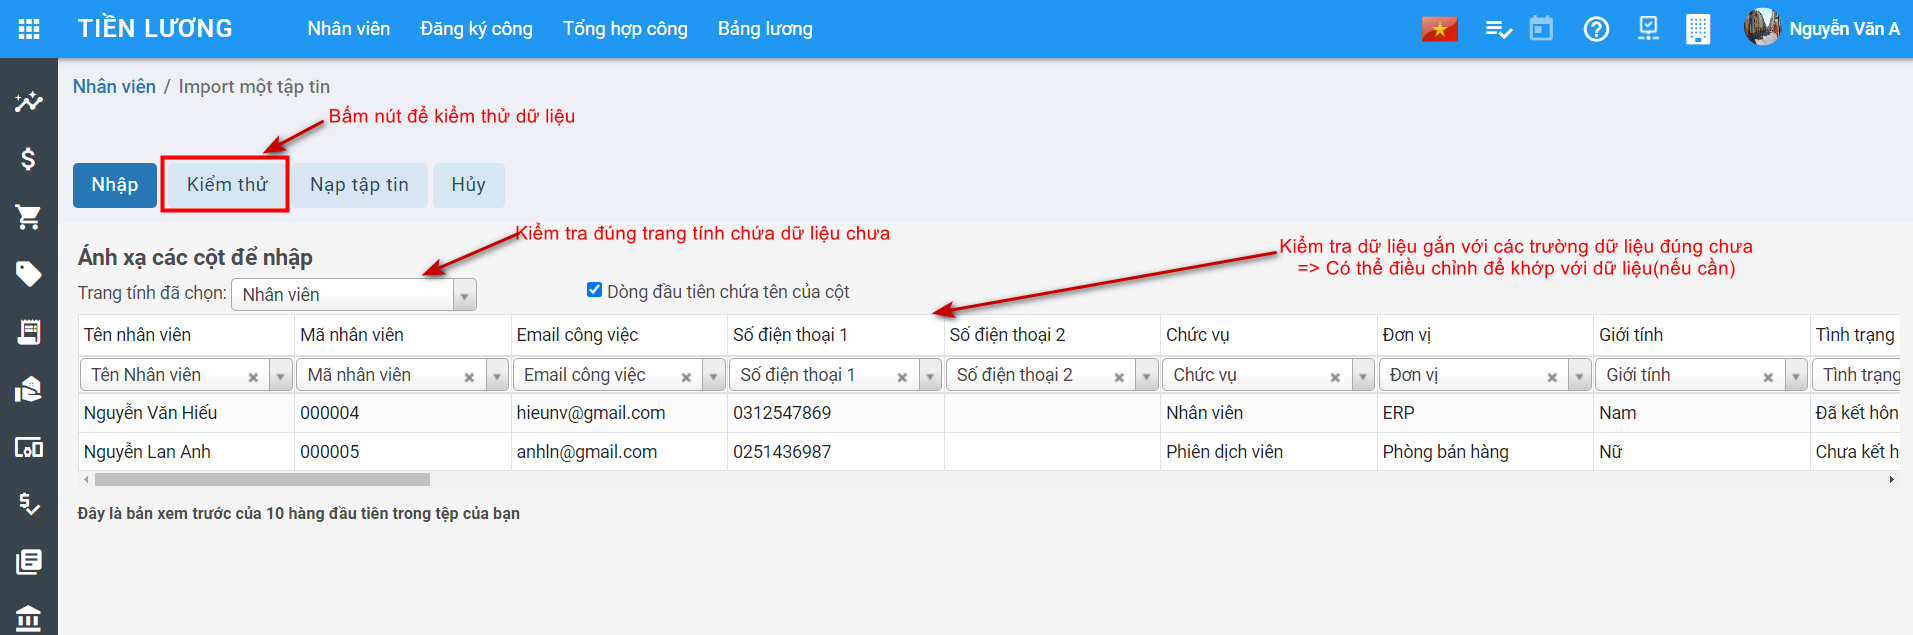 TIỀN LƯƠNG Nhân viên Đăng ký công Tổng hợp công Bảng lương Nguyễn Văn A
Nhân viên / Import một tập tin
Bấm nút để kiểm thử dữ liệu
Nhập Kiểm thử Nạp tập tin Hủy
Kiểm tra đúng trang tính chứa dữ liệu chưa
Kiểm tra dữ liệu gắn với các trường dữ liệu đúng chưa
=> Có thể điều chỉnh để khớp với dữ liệu(nếu cần)
Ánh xạ các cột để nhập
Trang tính đã chọn: Nhân viên Dòng đầu tiên chứa tên của cột
Tên nhân viên Mã nhân viên Email công việc Số điện thoại 1 Số điện thoại 2 Chức vụ Đơn vị Giới tính Tình trạng
Tên Nhân viên Mã nhân viên Email công việc Số điện thoại 1 Số điện thoại 2 Chức vụ Đơn vị Giới tính Tình trạng
Nguyễn Văn Hiếu 000004 hieunv@gmail.com 0312547869 Nhân viên ERP Nam Đã kết hôn
Nguyễn Lan Anh 000005 anhln@gmail.com 0251436987 Phiên dịch viên Phòng bán hàng Nữ Chưa kết h
Đây là bản xem trước của 10 hàng đầu tiên trong tệp của bạn